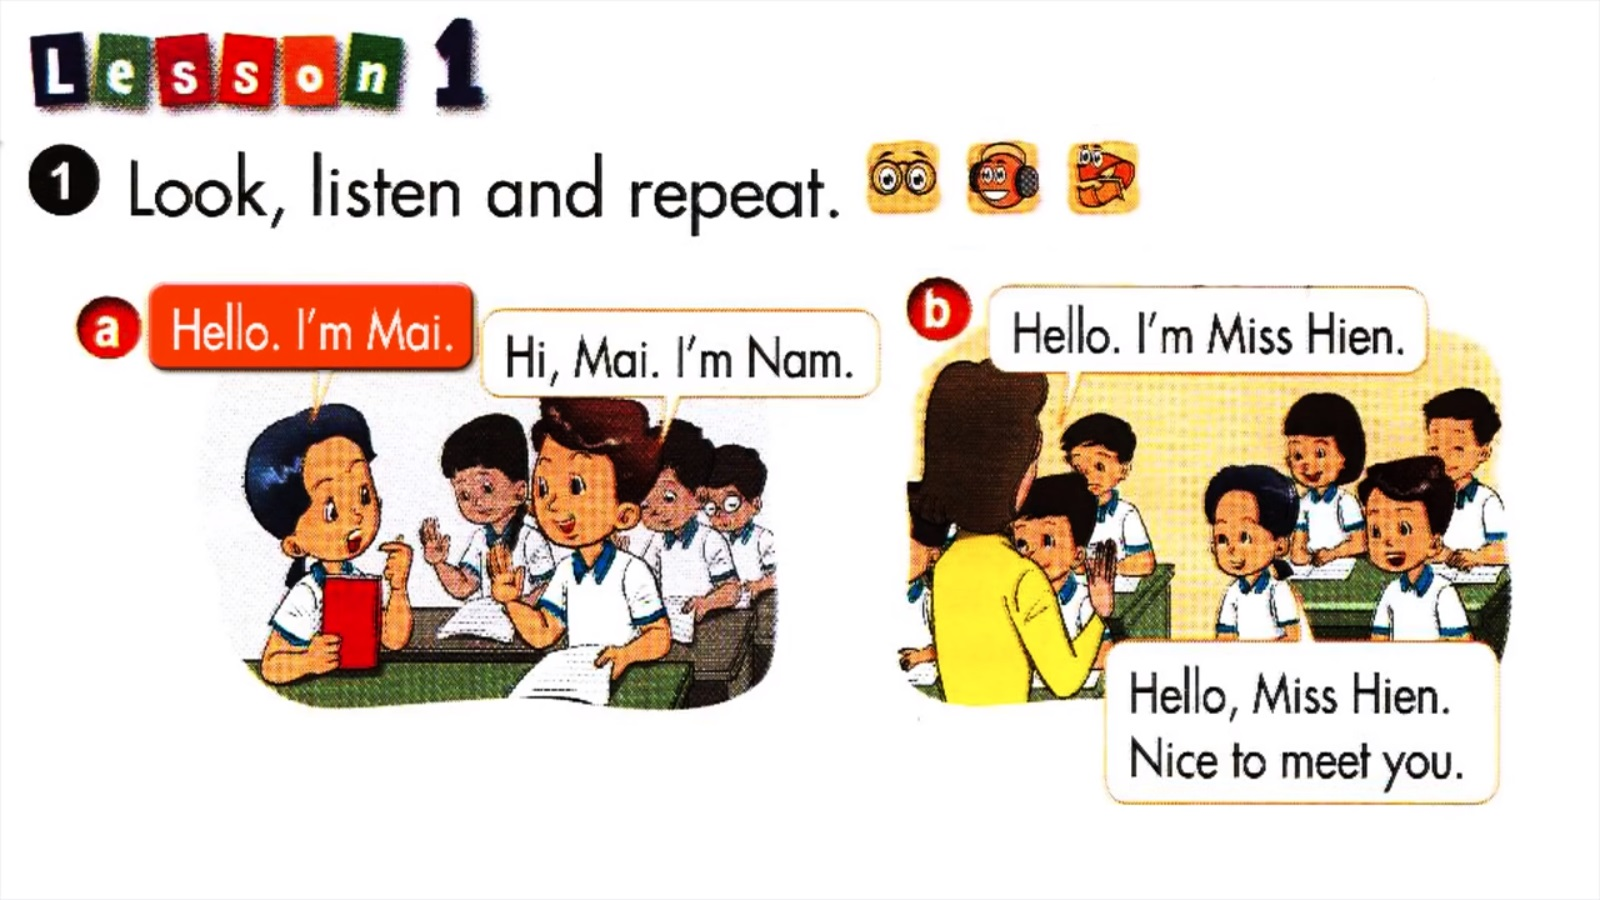 Lesson 1
1 Look, listen and repeat.
a
Hello. I'm Mai.
Hi, Mai. I'm Nam.
b
Hello. I'm Miss Hien.
Hello, Miss Hien.
Nice to meet you.